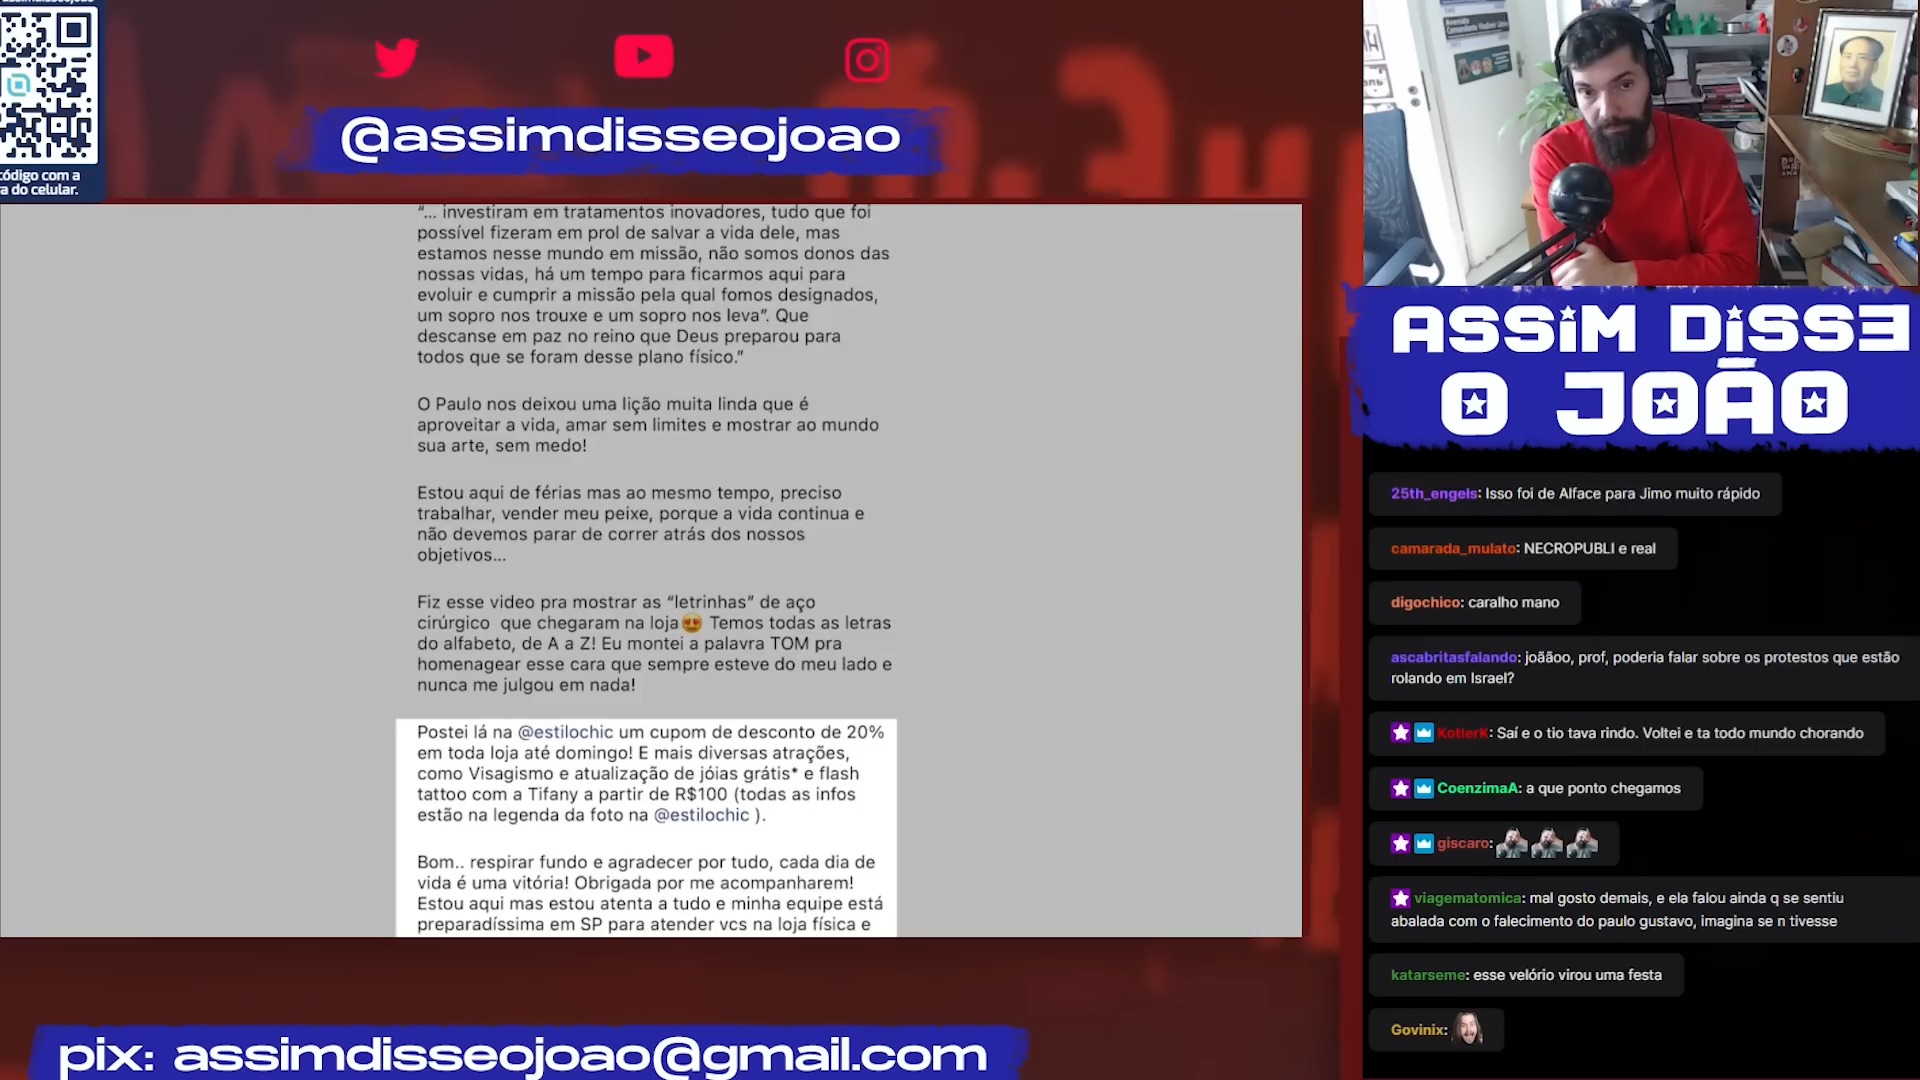 assimdisseojoao
código com a
a do celular.
@assimdisseojoao
"... investiram em tratamentos inovadores, tudo que foi
possível fizeram em prol de salvar a vida dele, mas
estamos nesse mundo em missão, não somos donos das
nossas vidas, há um tempo para ficarmos aqui para
evoluir e cumprir a missão pela qual fomos designados,
um sopro nos trouxe e um sopro nos leva". Que
descanse em paz no reino que Deus preparou para
todos que se foram desse plano físico."
O Paulo nos deixou uma lição muita linda que é
aproveitar a vida, amar sem limites e mostrar ao mundo
sua arte, sem medo!
Estou aqui de férias mas ao mesmo tempo, preciso
trabalhar, vender meu peixe, porque a vida continua e
não devemos parar de correr atrás dos nossos
objetivos...
Fiz esse video pra mostrar as "letrinhas" de aço
cirúrgico que chegaram na loja😍 Temos todas as letras
do alfabeto, de A a Z! Eu montei a palavra TOM pra
homenagear esse cara que sempre esteve do meu lado e
nunca me julgou em nada!
Postei lá na @estilochic um cupom de desconto de 20%
em toda loja até domingo! E mais diversas atrações,
como Visagismo e atualização de jóias grátis* e flash
tattoo com a Tifany a partir de R$100 (todas as infos
estão na legenda da foto na @estilochic ).
Bom.. respirar fundo e agradecer por tudo, cada dia de
vida é uma vitória! Obrigada por me acompanharem!
Estou aqui mas estou atenta a tudo e minha equipe está
preparadíssima em SP para atender vcs na loja física e
pix: assimdisseojoao@gmail.com
Avenida
ASSIM DISSE
O JOÃO
25th_engels: Isso foi de Alface para Jimo muito rápido
camarada_mulato: NECROPUBLI e real
digochico: caralho mano
ascabritasfalando: joããoo, prof, poderia falar sobre os protestos que estão
rolando em Israel?
KotlerK: Saí e o tio tava rindo. Voltei e ta todo mundo chorando
CoenzimaA: a que ponto chegamos
giscaro:
viagematomica: mal gosto demais, e ela falou ainda q se sentiu
abalada com o falecimento do paulo gustavo, imagina se n tivesse
katarseme: esse velório virou uma festa
Govinix: